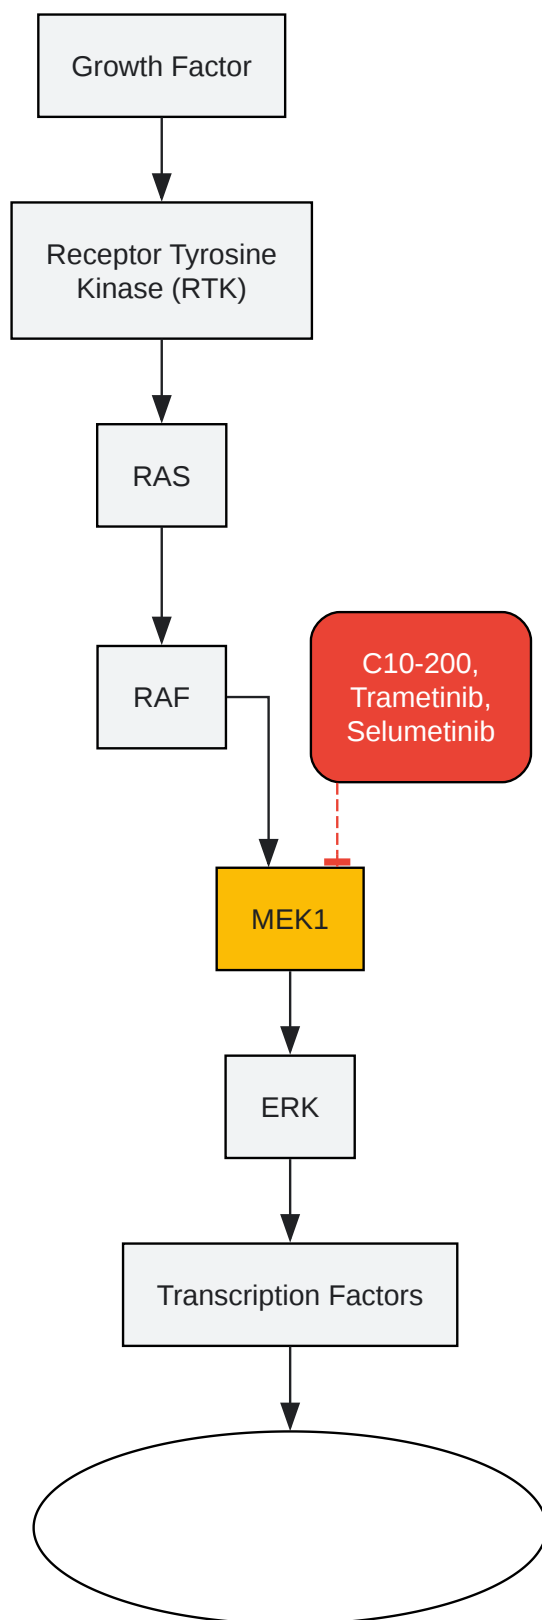 Growth Factor
Receptor Tyrosine
Kinase (RTK)
RAS
RAF
C10-200,
Trametinib,
Selumetinib
MEK1
ERK
Transcription Factors